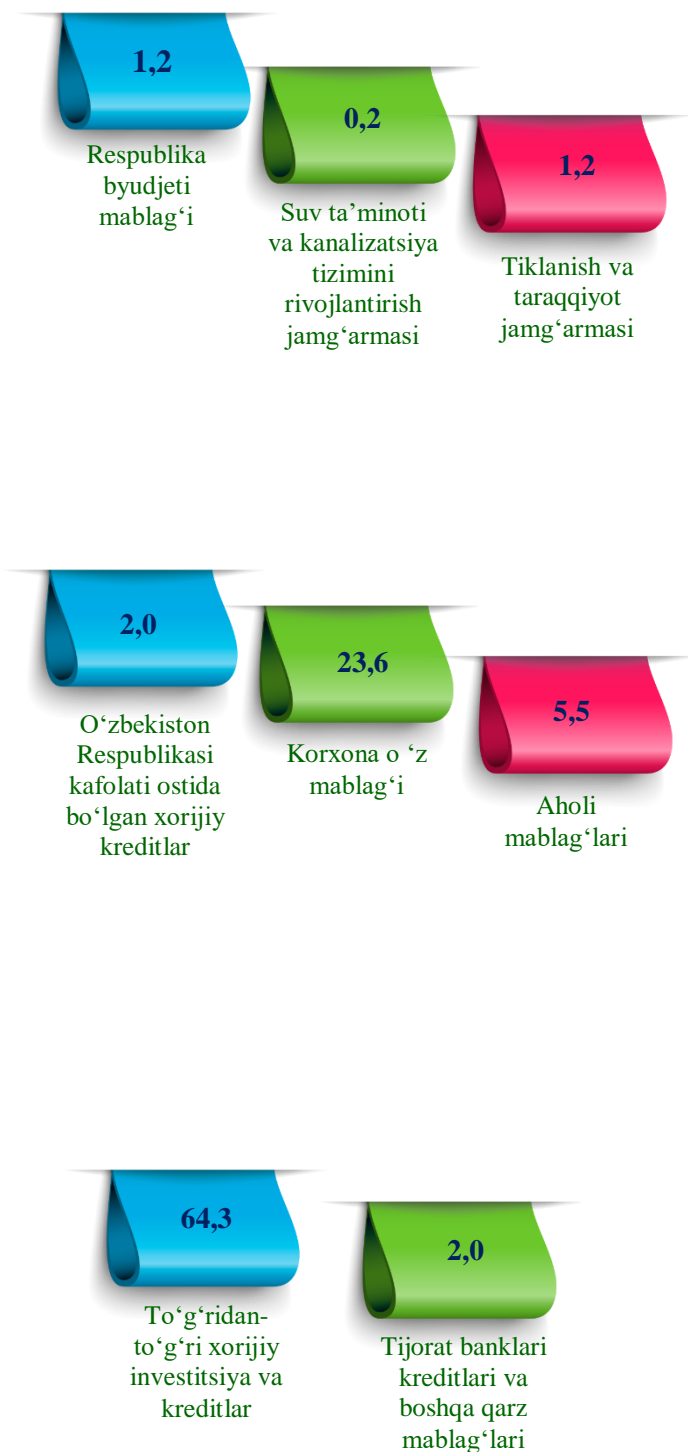 1,2
Respublika
byudjeti
mablag‘i
0,2
Suv ta’minoti
va kanalizatsiya
tizimini
rivojlantirish
jamg‘armasi
1,2
Tiklanish va
taraqqiyot
jamg‘armasi
2,0
O‘zbekiston
Respublikasi
kafolati ostida
bo‘lgan xorijiy
kreditlar
23,6
Korxona o ‘z
mablag‘i
5,5
Aholi
mablag‘lari
64,3
To‘g‘ridan-
to‘g‘ri xorijiy
investitsiya va
kreditlar
2,0
Tijorat banklari
kreditlari va
boshqa qarz
mablag‘lari